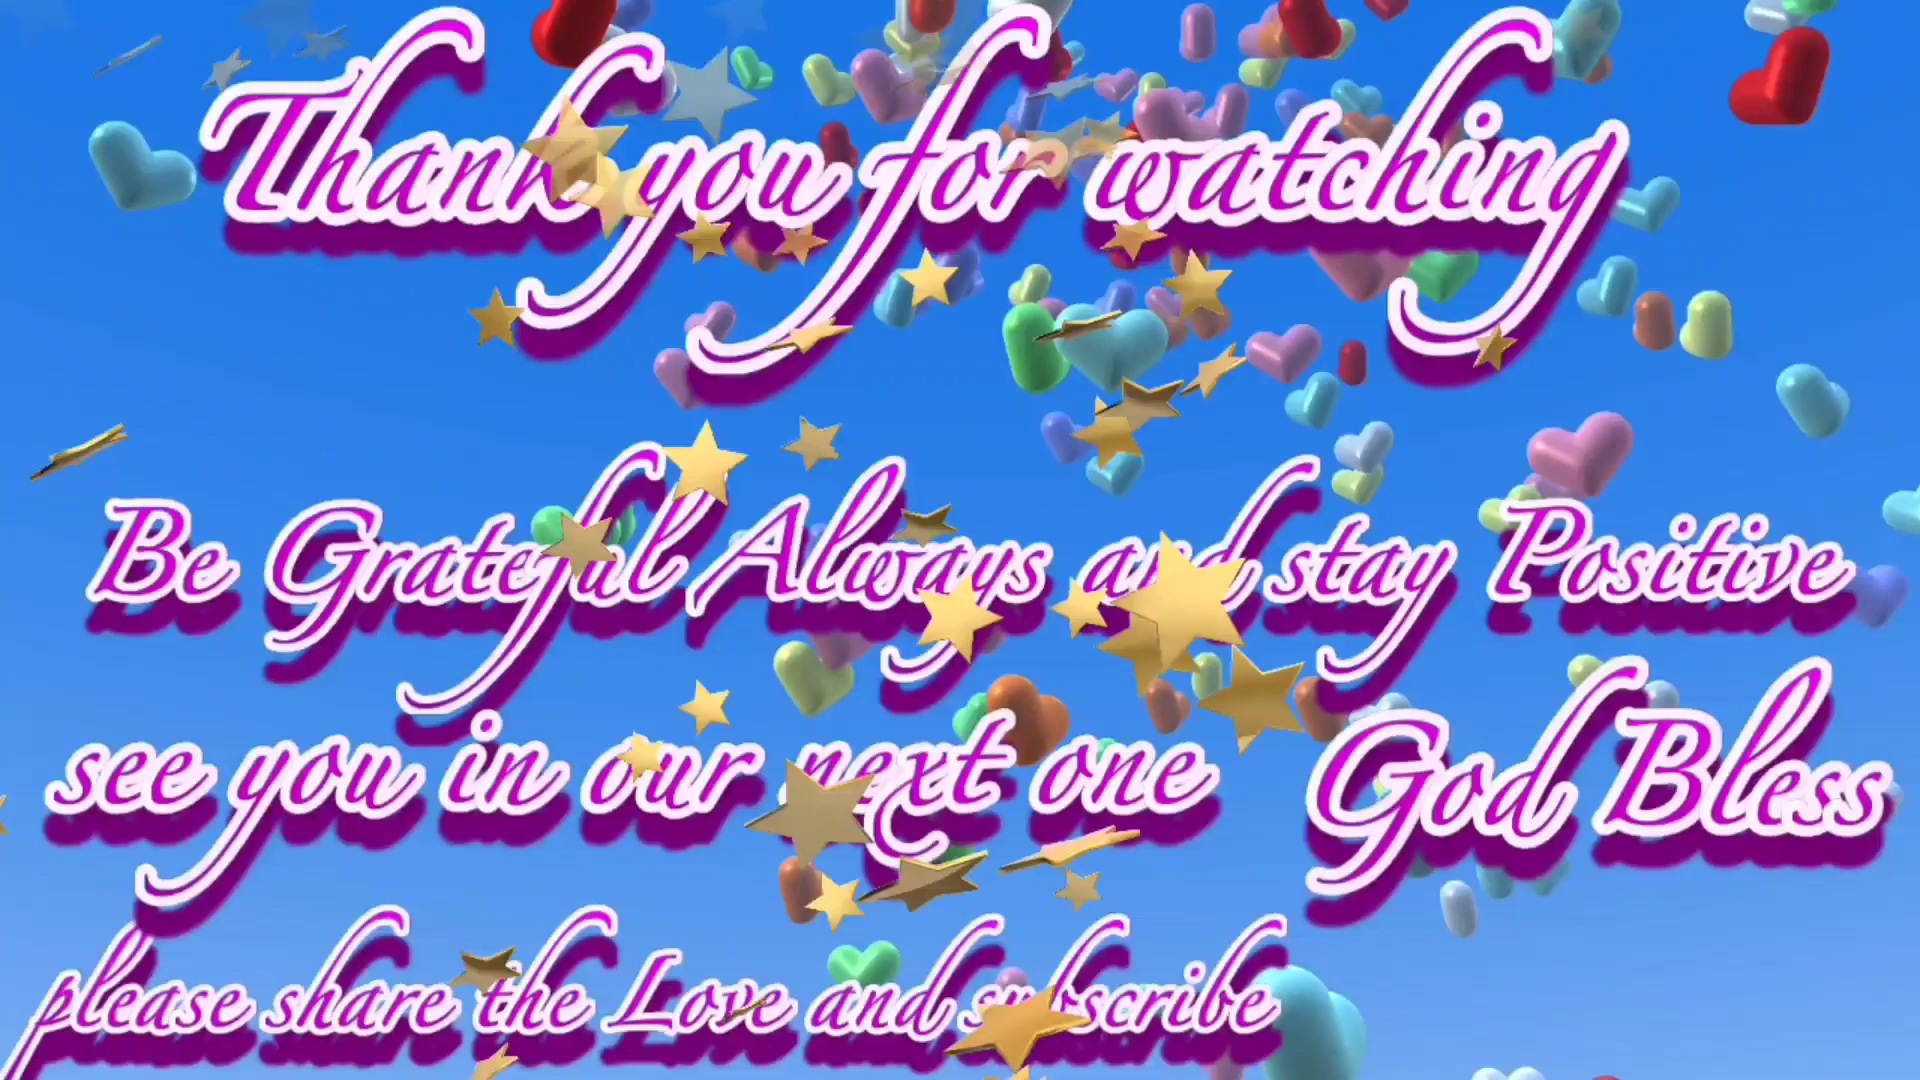 Thank you for watching
Be Grateful Always and stay Positive
see you in our next one God Bless
please share the Love and subscribe